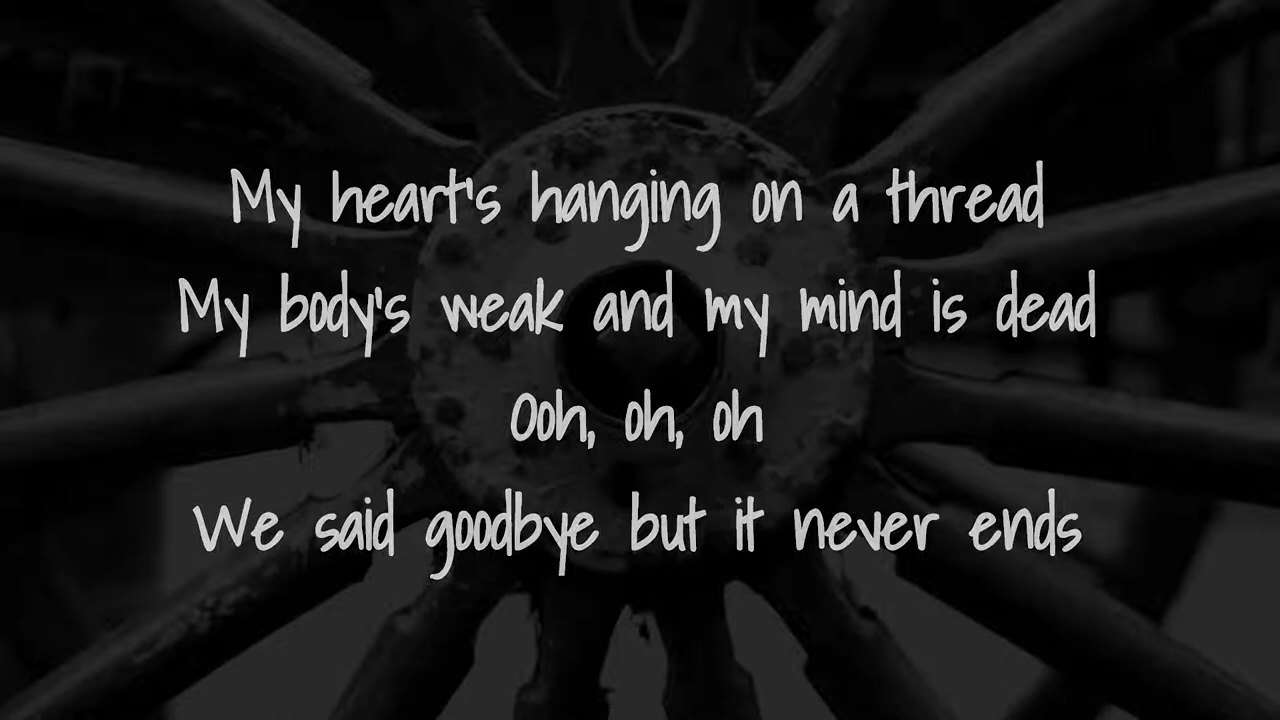 My heart's hanging on a thread
My body's weak and my mind is dead
Ooh, oh, oh
We said goodbye but it never ends